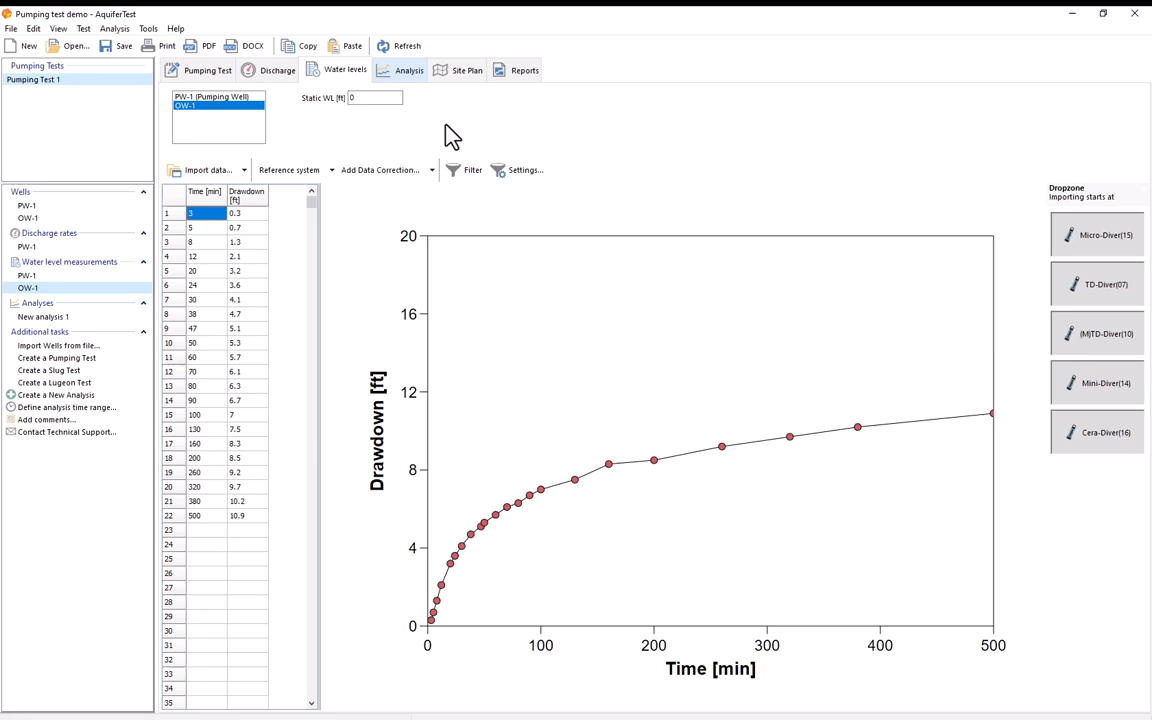 Pumping test demo - AquiferTest
File Edit View Test Analysis Tools Help
New Open... Save Print PDF DOCX Copy Paste Refresh
Pumping Tests
Pumping Test 1
Wells
PW-1
OW-1
Discharge rates
PW-1
Water level measurements
PW-1
OW-1
Analyses
New analysis 1
Additional tasks
Import Wells from file...
Create a Pumping Test
Create a Slug Test
Create a Lugeon Test
Create a New Analysis
Define analysis time range...
Add comments...
Contact Technical Support...
Pumping Test Discharge Water levels Analysis Site Plan Reports
PW-1 (Pumping Well)
OW-1
Static WL [ft] 0
Import data... Reference system Add Data Correction... Filter Settings...
Time [min] Drawdown [ft]
1 3 0.3
2 5 0.7
3 8 1.3
4 12 2.1
5 20 3.2
6 24 3.6
7 30 4.1
8 38 4.7
9 47 5.1
10 50 5.3
11 60 5.7
12 70 6.1
13 80 6.3
14 90 6.7
15 100 7
16 130 7.5
17 160 8.3
18 200 8.5
19 260 9.2
20 320 9.7
21 380 10.2
22 500 10.9
23
24
25
26
27
28
29
30
31
32
33
34
35
Drawdown [ft]
20
16
12
8
4
0
0 100 200 300 400 500
Time [min]
Dropzone
Importing starts at
Micro-Diver(15)
TD-Diver(07)
(M)TD-Diver(10)
Mini-Diver(14)
Cera-Diver(16)